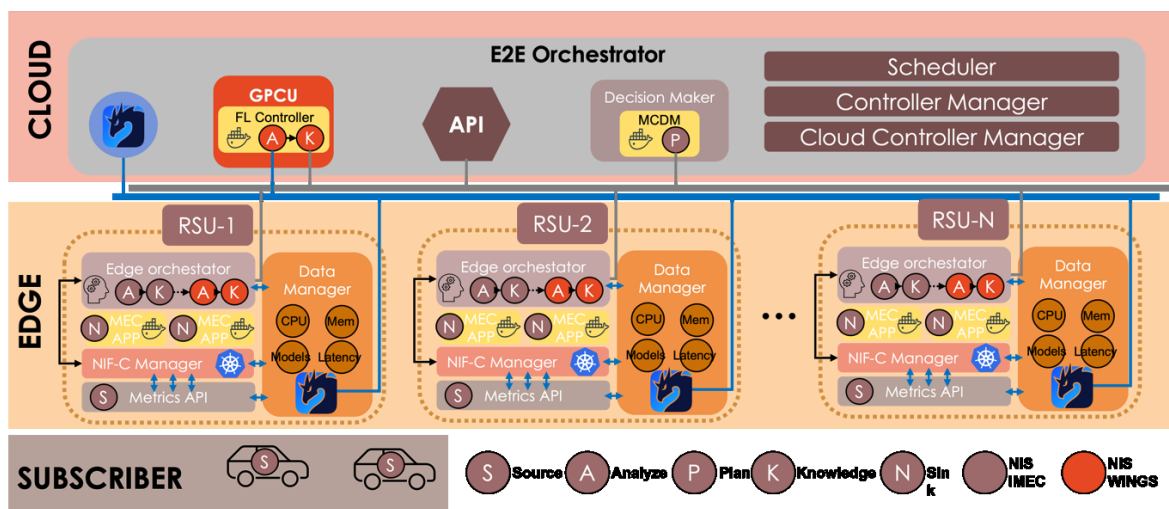 CLOUD
E2E Orchestrator
GPCU
FL Controller
A
K
API
Decision Maker
MCDM
P
Scheduler
Controller Manager
Cloud Controller Manager
EDGE
RSU-1
Edge orchestator
A K A K
N MEC APP N MEC APP
NIF-C Manager
S Metrics API
Data
Manager
CPU Mem
Models Latency
RSU-2
Edge orchestrator
A K A K
N MEC APP N MEC APP
NIF-C Manager
S Metrics API
Data
Manager
CPU Mem
Models Latency
RSU-N
Edge orchestrator
A K A K
N MEC APP N MEC APP
NIF-C Manager
S Metrics API
Data
Manager
CPU Mem
Models Latency
SUBSCRIBER
S
S
S Source
A Analyze
P Plan
K Knowledge
N Sin
k
NIS
IMEC
NIS
WINGS